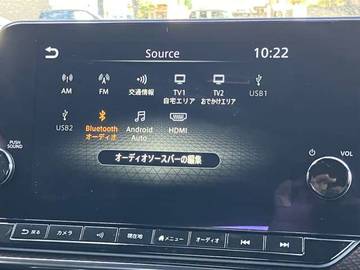 Source
10:22
AM
FM
交通情報
TV1
自宅エリア
TV2
おでかけエリア
USB1
USB2
Bluetooth
オーディオ
Android
Auto
HDMI
オーディオソースバーの編集
PUSH
SOUND
VOL
戻る
カメラ
現在地
メニュー
オーディオ